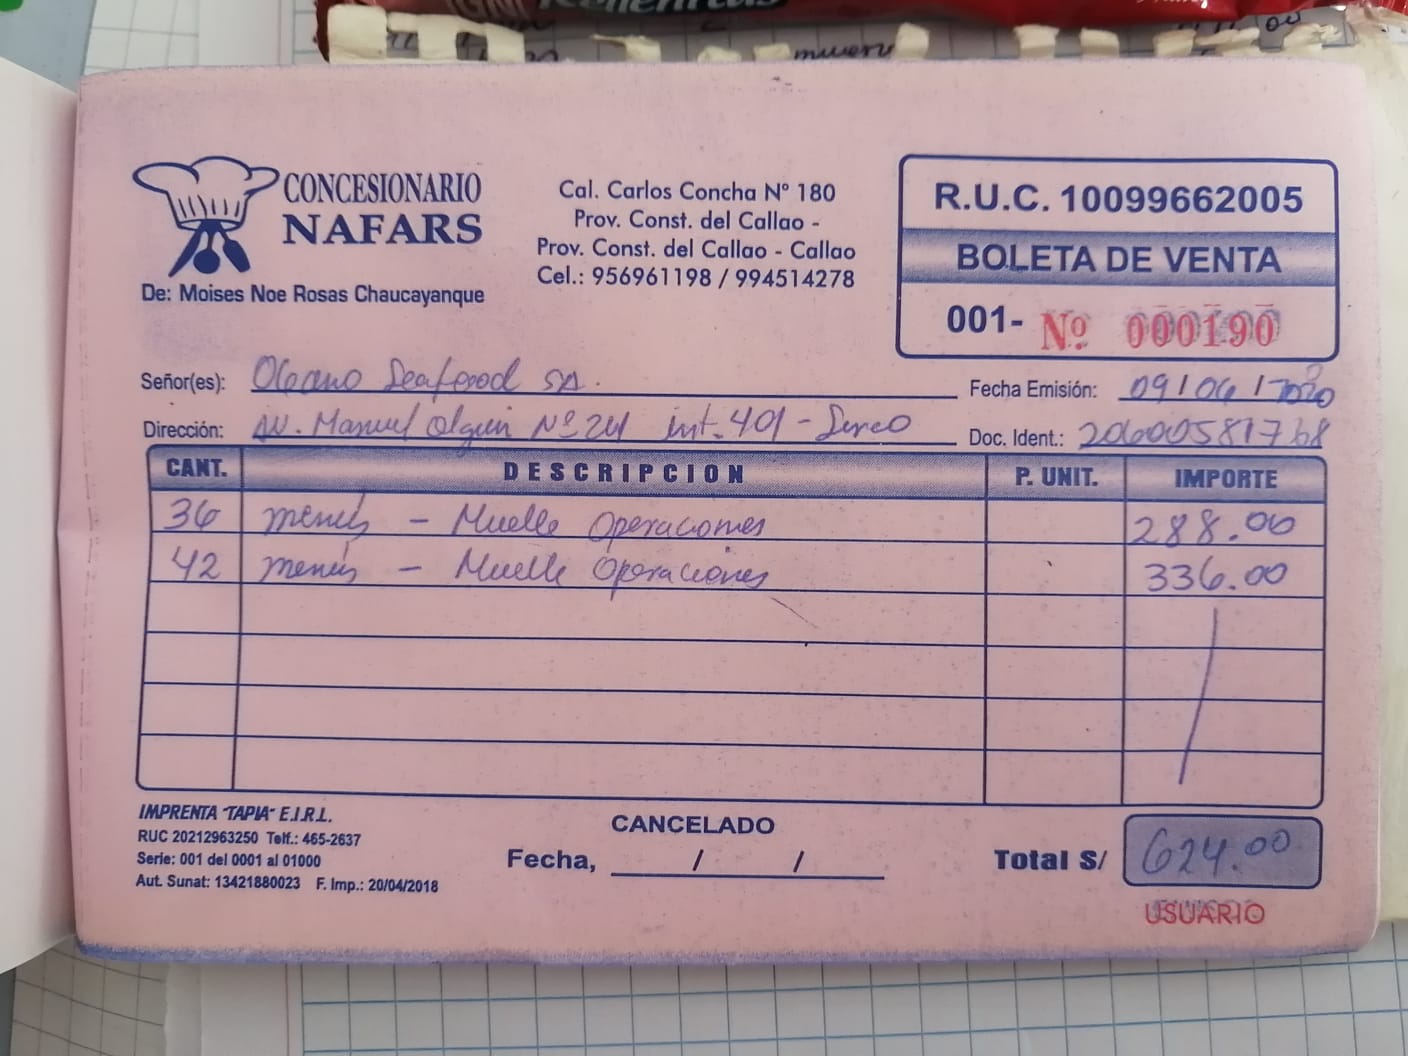 Rellenitas
mueru
CONCESIONARIO
NAFARS
De: Moises Noe Rosas Chaucayanque
Cal. Carlos Concha Nº 180
Prov. Const. del Callao -
Prov. Const. del Callao - Callao
Cel.: 956961198 / 994514278
R.U.C. 10099662005
BOLETA DE VENTA
001- Nº 000190
Señor(es): Oceano Seafood SA.
Fecha Emisión: 09/06/2020
Dirección: AV. Manuel Olguin Nº 211 int. 401 - Surco
Doc. Ident.: 20600581768
CANT. DESCRIPCION P. UNIT. IMPORTE
36 menús - Muelle Operaciones 288.00
42 menús - Muelle Operaciones 336.00
IMPRENTA "TAPIA" E.I.R.L.
RUC 20212963250 Telf.: 465-2637
Serie: 001 del 0001 al 01000
Aut. Sunat: 13421880023 F. Imp.: 20/04/2018
CANCELADO
Fecha, / /
Total S/ 624.00
USUARIO